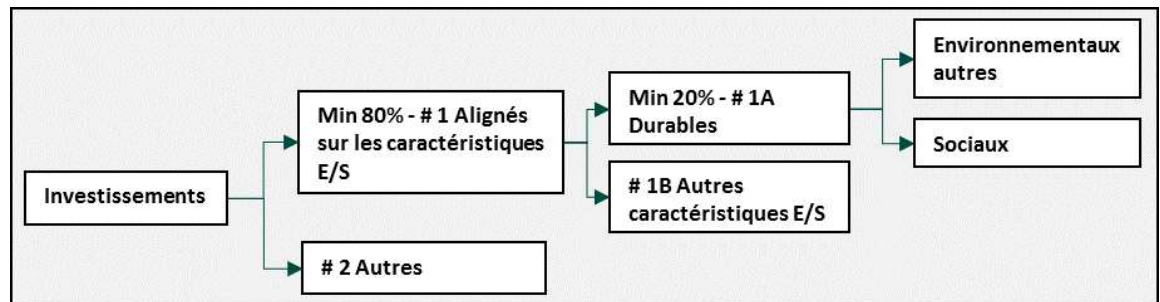 Investissements
Min 80% - # 1 Alignés
sur les caractéristiques
E/S
# 2 Autres
Min 20% - # 1A
Durables
# 1B Autres
caractéristiques E/S
Environnementaux
autres
Sociaux